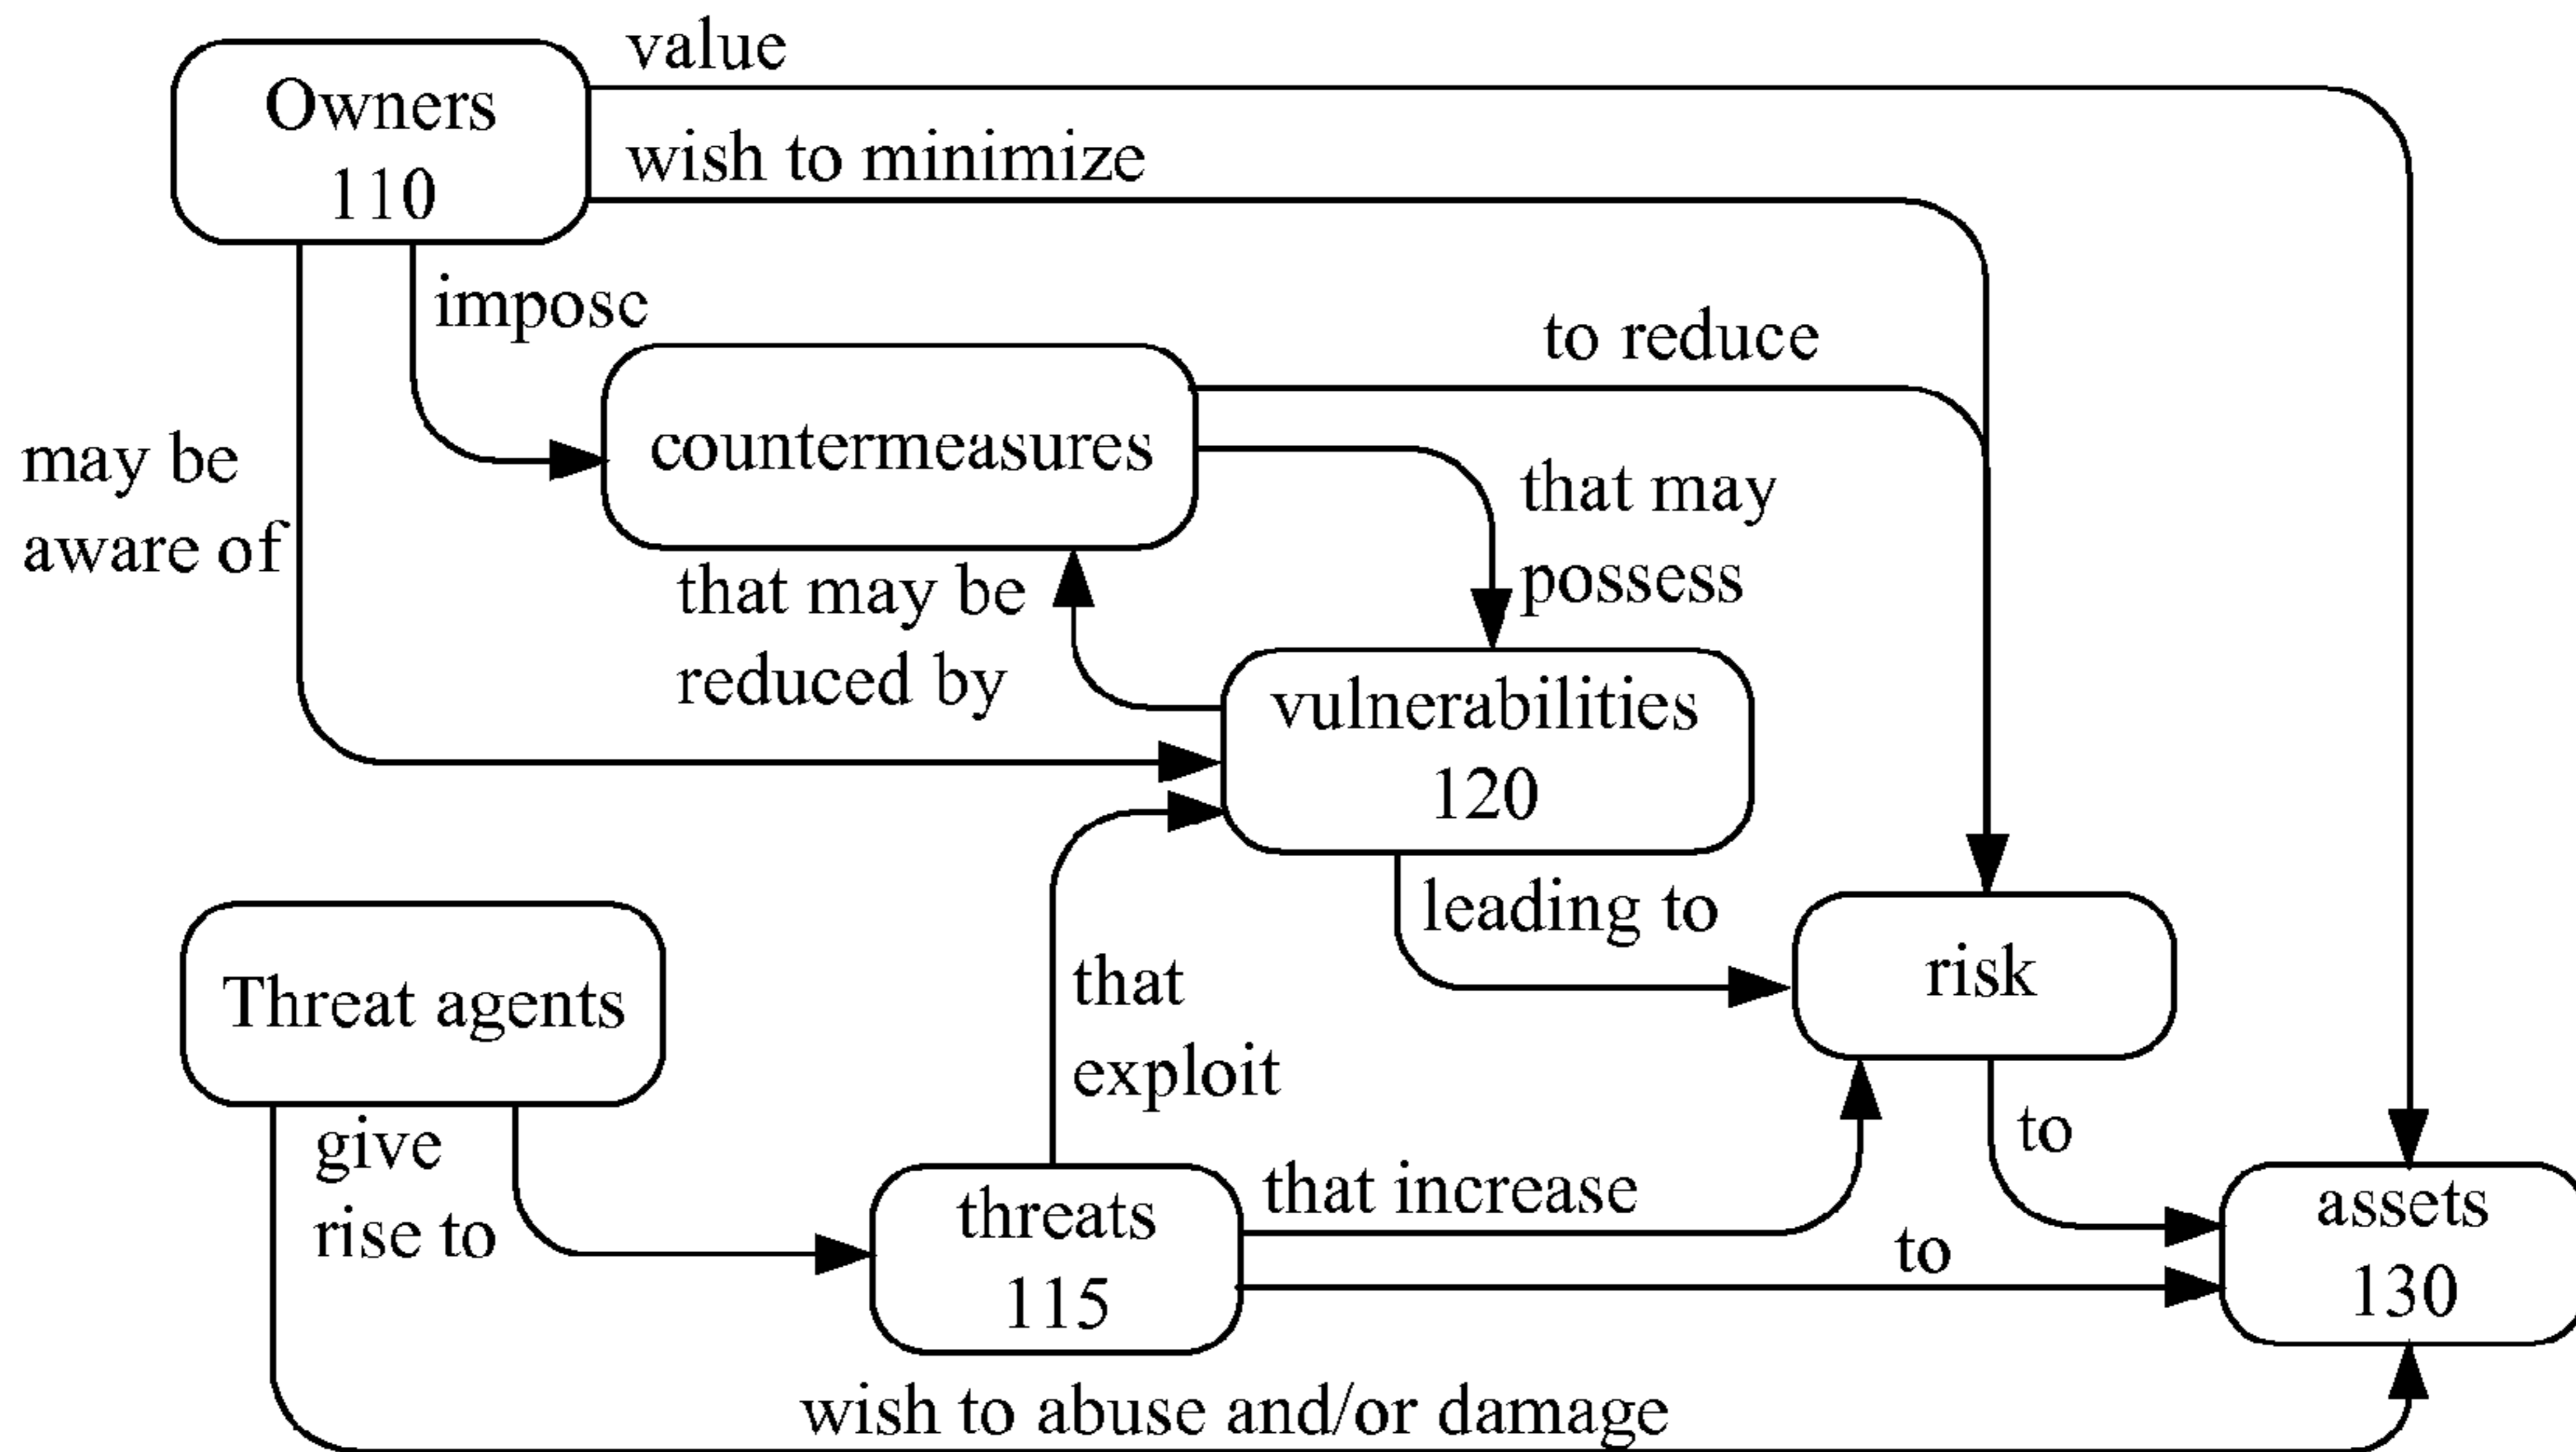 value
Owners
110
wish to minimize
impose
to reduce
countermeasures
may be
aware of
that may
possess
that may be
reduced by
vulnerabilities
120
leading to
risk
Threat agents
that
exploit
give
rise to
to
that increase
threats
115
to
assets
130
wish to abuse and/or damage